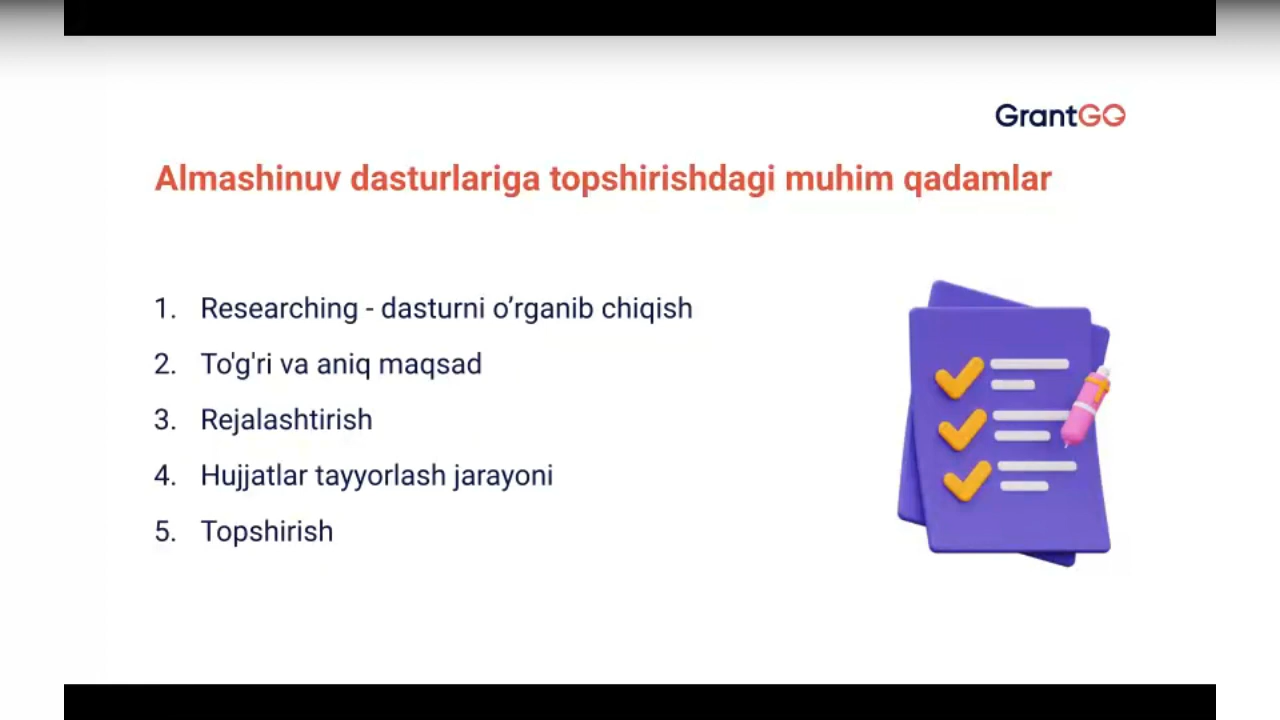 GrantGO
Almashinuv dasturlariga topshirishdagi muhim qadamlar
1. Researching - dasturni o’rganib chiqish
2. To'g'ri va aniq maqsad
3. Rejalashtirish
4. Hujjatlar tayyorlash jarayoni
5. Topshirish